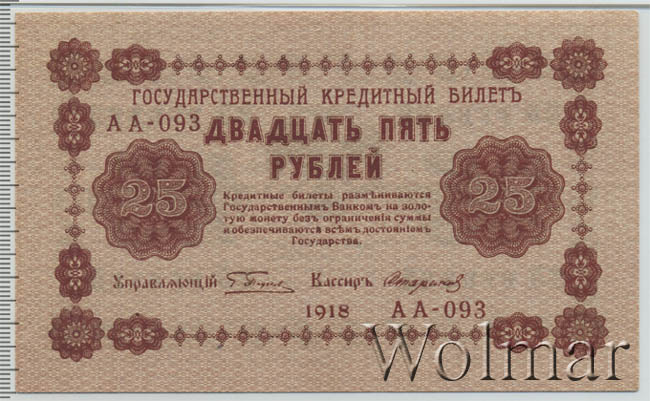 ГОСУДАРСТВЕННЫЙ КРЕДИТНЫЙ БИЛЕТЪ
АА-093 ДВАДЦАТЬ ПЯТЬ
РУБЛЕЙ
25 25
Кредитные билеты размѣниваются
Государственнымъ Банкомъ на золо-
тую монету безъ ограниченія суммы
и обезпечиваются всѣмъ достояніемъ
Государства.
Управляющій Кассиръ
1918 АА-093
Wolmar